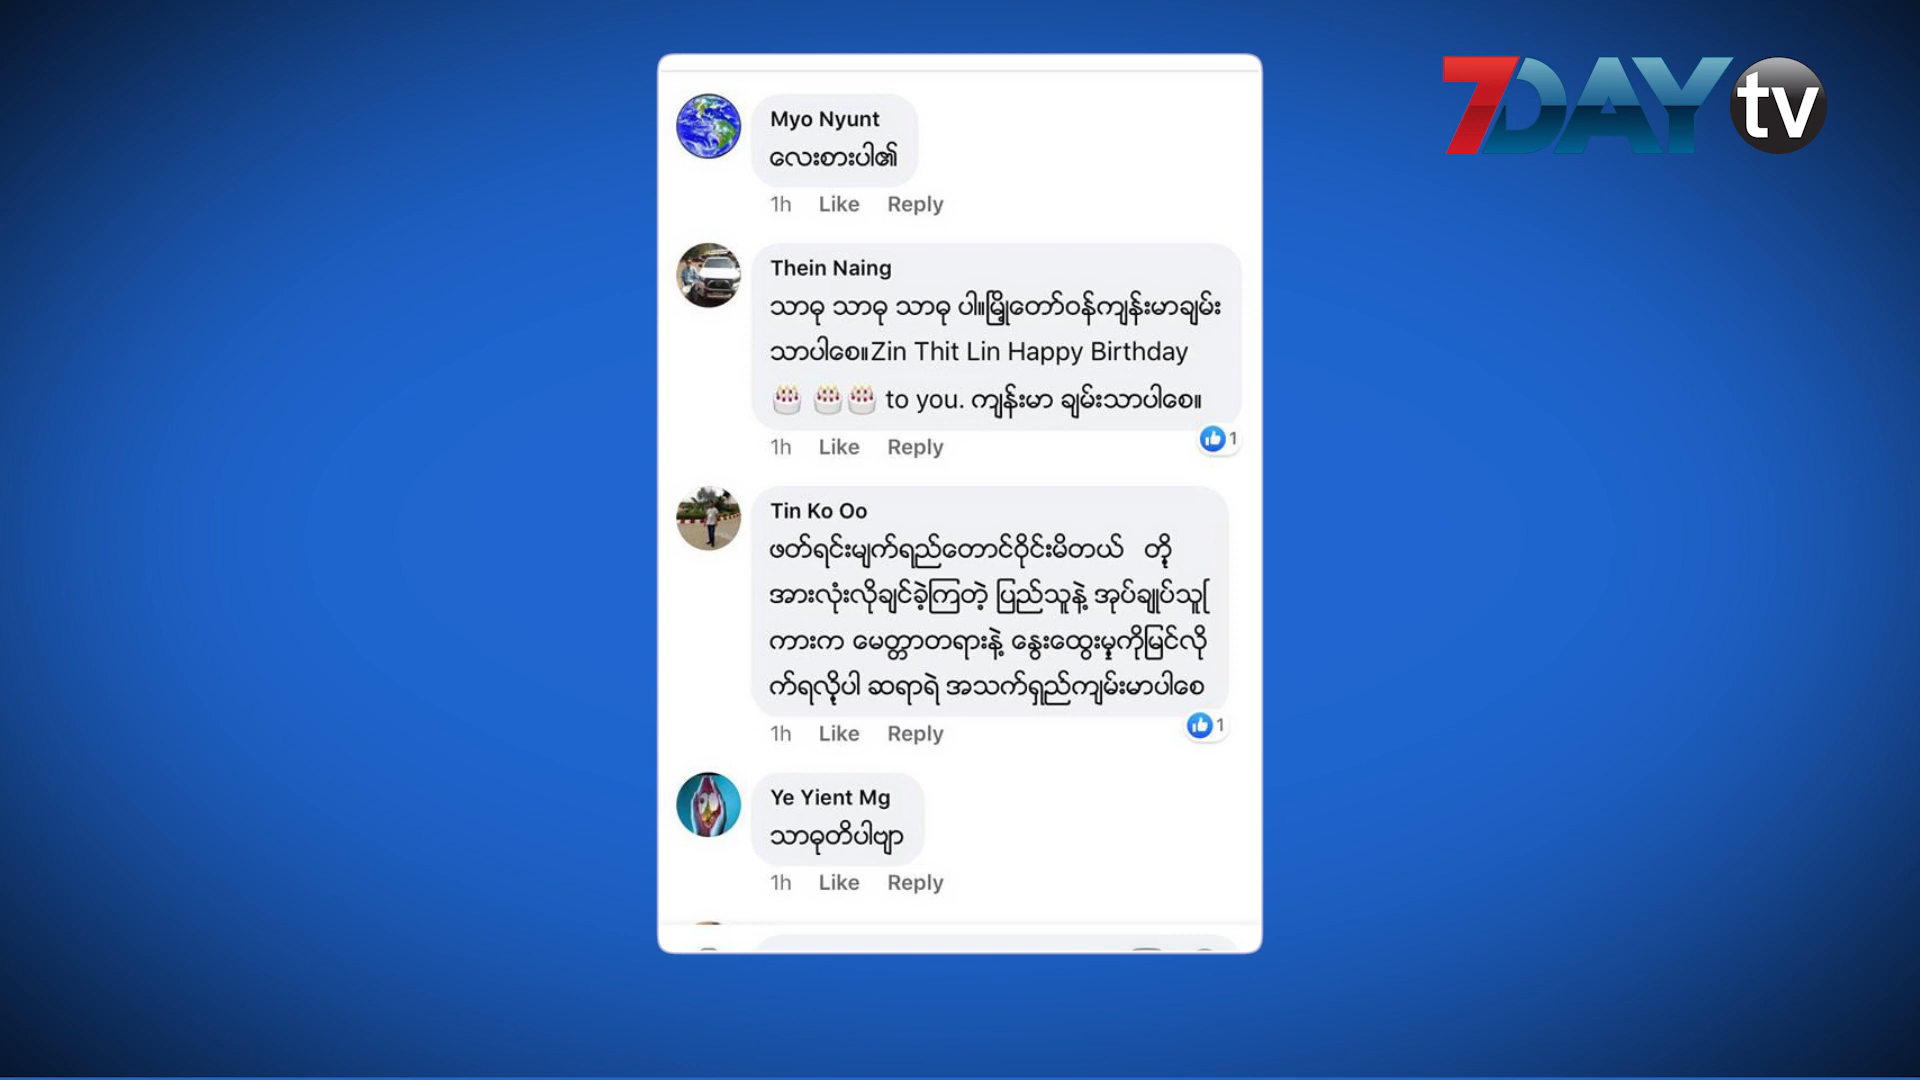 7DAY tv
Myo Nyunt
လေးစားပါ၏
1h Like Reply
Thein Naing
သာဓု သာဓု သာဓု ပါ။မြို့တော်ဝန်ကျန်းမာချမ်း
သာပါစေ။Zin Thit Lin Happy Birthday
🎂 🎂🎂 to you. ကျန်းမာ ချမ်းသာပါစေ။
1h Like Reply 1
Tin Ko Oo
ဖတ်ရင်းမျက်ရည်တောင်ဝိုင်းမိတယ် တို့
အားလုံးလိုချင်ခဲ့ကြတဲ့ ပြည်သူနဲ့ အုပ်ချုပ်သူြ
ကားက မေတ္တာတရားနဲ့ နွေးထွေးမှုကိုမြင်လို
က်ရလို့ပါ ဆရာရဲ အသက်ရှည်ကျမ်းမာပါစေ
1h Like Reply 1
Ye Yient Mg
သာဓုတိပါဗျာ
1h Like Reply